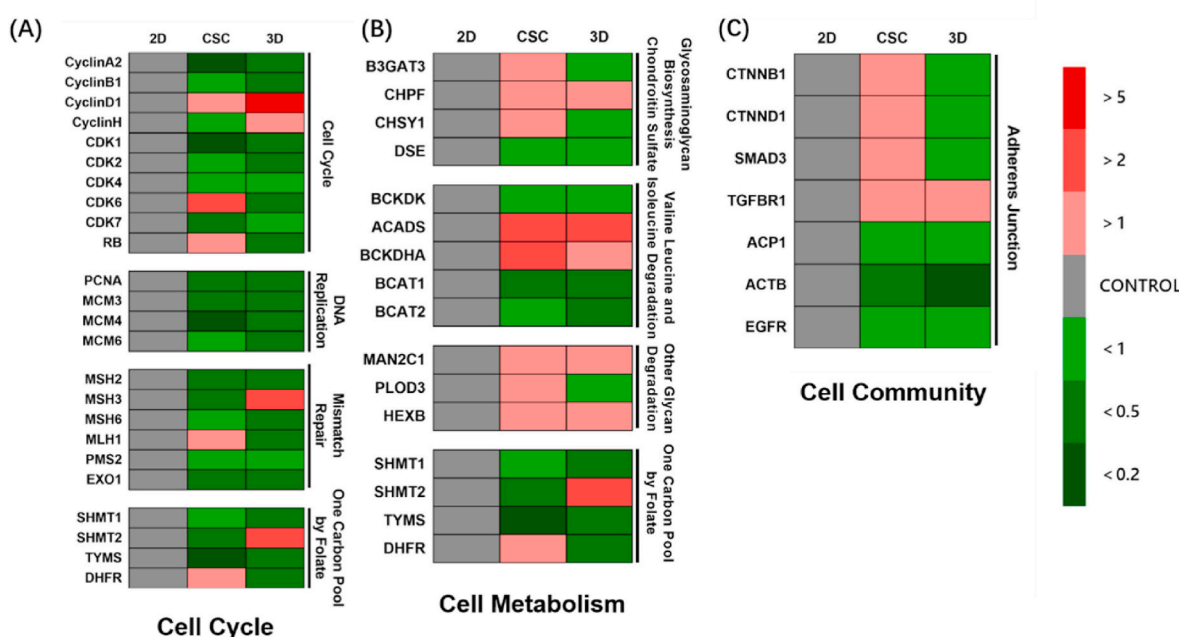 (A)
2D CSC 3D
CyclinA2
CyclinB1
CyclinD1
CyclinH
CDK1
CDK2
CDK4
CDK6
CDK7
RB
Cell Cycle
PCNA
MCM3
MCM4
MCM6
DNA
Replication
MSH2
MSH3
MSH6
MLH1
PMS2
EXO1
Mismatch
Repair
SHMT1
SHMT2
TYMS
DHFR
One Carbon Pool
by Folate
Cell Cycle
(B)
2D CSC 3D
B3GAT3
CHPF
CHSY1
DSE
Glycosaminoglycan
Biosynthesis
Chondroitin Sulfate
BCKDK
ACADS
BCKDHA
BCAT1
BCAT2
Valine Leucine and
Isoleucine Degradation
MAN2C1
PLOD3
HEXB
Other Glycan
Degradation
SHMT1
SHMT2
TYMS
DHFR
One Carbon Pool
by Folate
Cell Metabolism
(C)
2D CSC 3D
CTNNB1
CTNND1
SMAD3
TGFBR1
ACP1
ACTB
EGFR
Adherens Junction
Cell Community
> 5
> 2
> 1
CONTROL
< 1
< 0.5
< 0.2